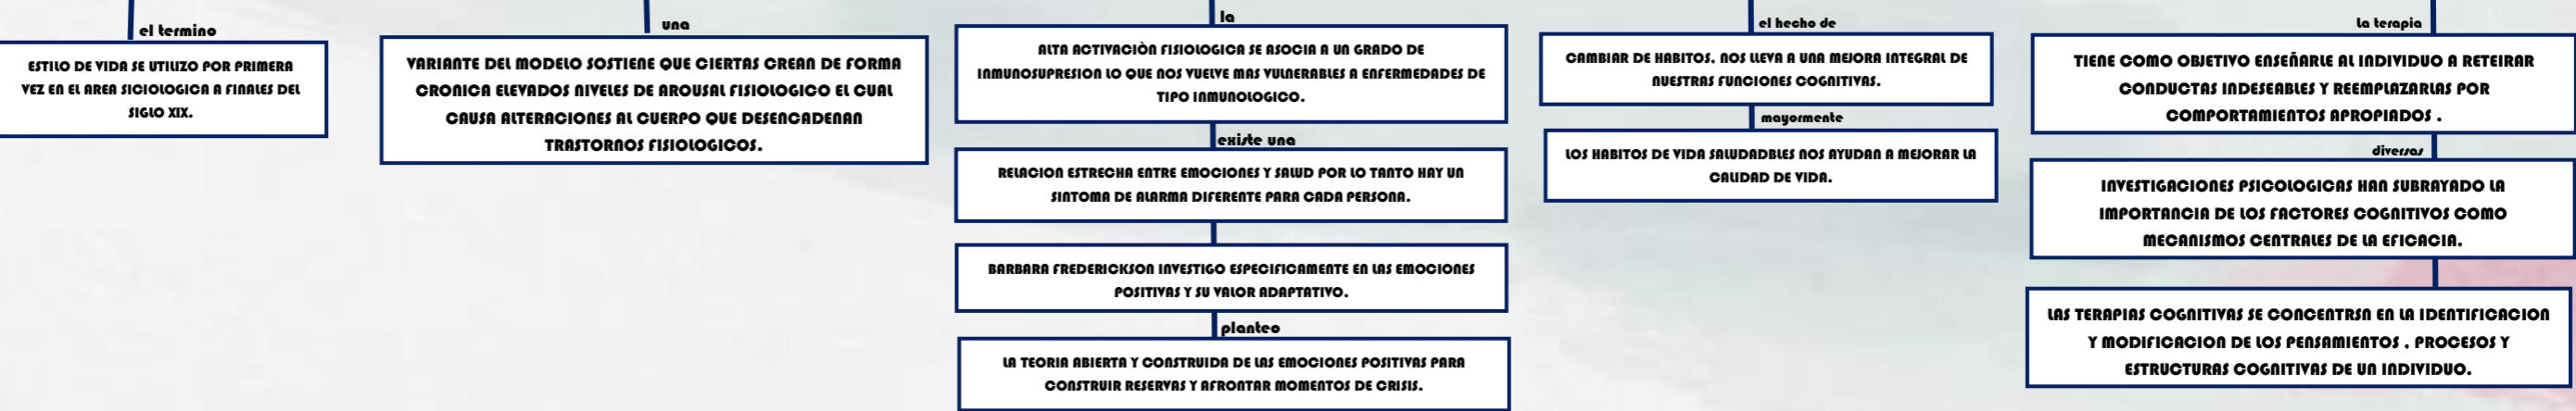 el termino
ESTILO DE VIDA SE UTILIZO POR PRIMERA
VEZ EN EL AREA SICIOLOGICA A FINALES DEL
SIGLO XIX.
una
VARIANTE DEL MODELO SOSTIENE QUE CIERTAS CREAN DE FORMA
CRONICA ELEVADOS NIVELES DE AROUSAL FISIOLOGICO EL CUAL
CAUSA ALTERACIONES AL CUERPO QUE DESENCADENAN
TRASTORNOS FISIOLOGICOS.
la
ALTA ACTIVACIÒN FISIOLOGICA SE ASOCIA A UN GRADO DE
INMUNOSUPRESION LO QUE NOS VUELVE MAS VULNERABLES A ENFERMEDADES DE
TIPO INMUNOLOGICO.
existe una
RELACION ESTRECHA ENTRE EMOCIONES Y SALUD POR LO TANTO HAY UN
SINTOMA DE ALARMA DIFERENTE PARA CADA PERSONA.
BARBARA FREDERICKSON INVESTIGO ESPECIFICAMENTE EN LAS EMOCIONES
POSITIVAS Y SU VALOR ADAPTATIVO.
planteo
LA TEORIA ABIERTA Y CONSTRUIDA DE LAS EMOCIONES POSITIVAS PARA
CONSTRUIR RESERVAS Y AFRONTAR MOMENTOS DE CRISIS.
el hecho de
CAMBIAR DE HABITOS, NOS LLEVA A UNA MEJORA INTEGRAL DE
NUESTRAS FUNCIONES COGNITIVAS.
mayormente
LOS HABITOS DE VIDA SALUDADBLES NOS AYUDAN A MEJORAR LA
CALIDAD DE VIDA.
La terapia
TIENE COMO OBJETIVO ENSEÑARLE AL INDIVIDUO A RETEIRAR
CONDUCTAS INDESEABLES Y REEMPLAZARLAS POR
COMPORTAMIENTOS APROPIADOS .
diversas
INVESTIGACIONES PSICOLOGICAS HAN SUBRAYADO LA
IMPORTANCIA DE LOS FACTORES COGNITIVOS COMO
MECANISMOS CENTRALES DE LA EFICACIA.
LAS TERAPIAS COGNITIVAS SE CONCENTRSN EN LA IDENTIFICACION
Y MODIFICACION DE LOS PENSAMIENTOS , PROCESOS Y
ESTRUCTURAS COGNITIVAS DE UN INDIVIDUO.